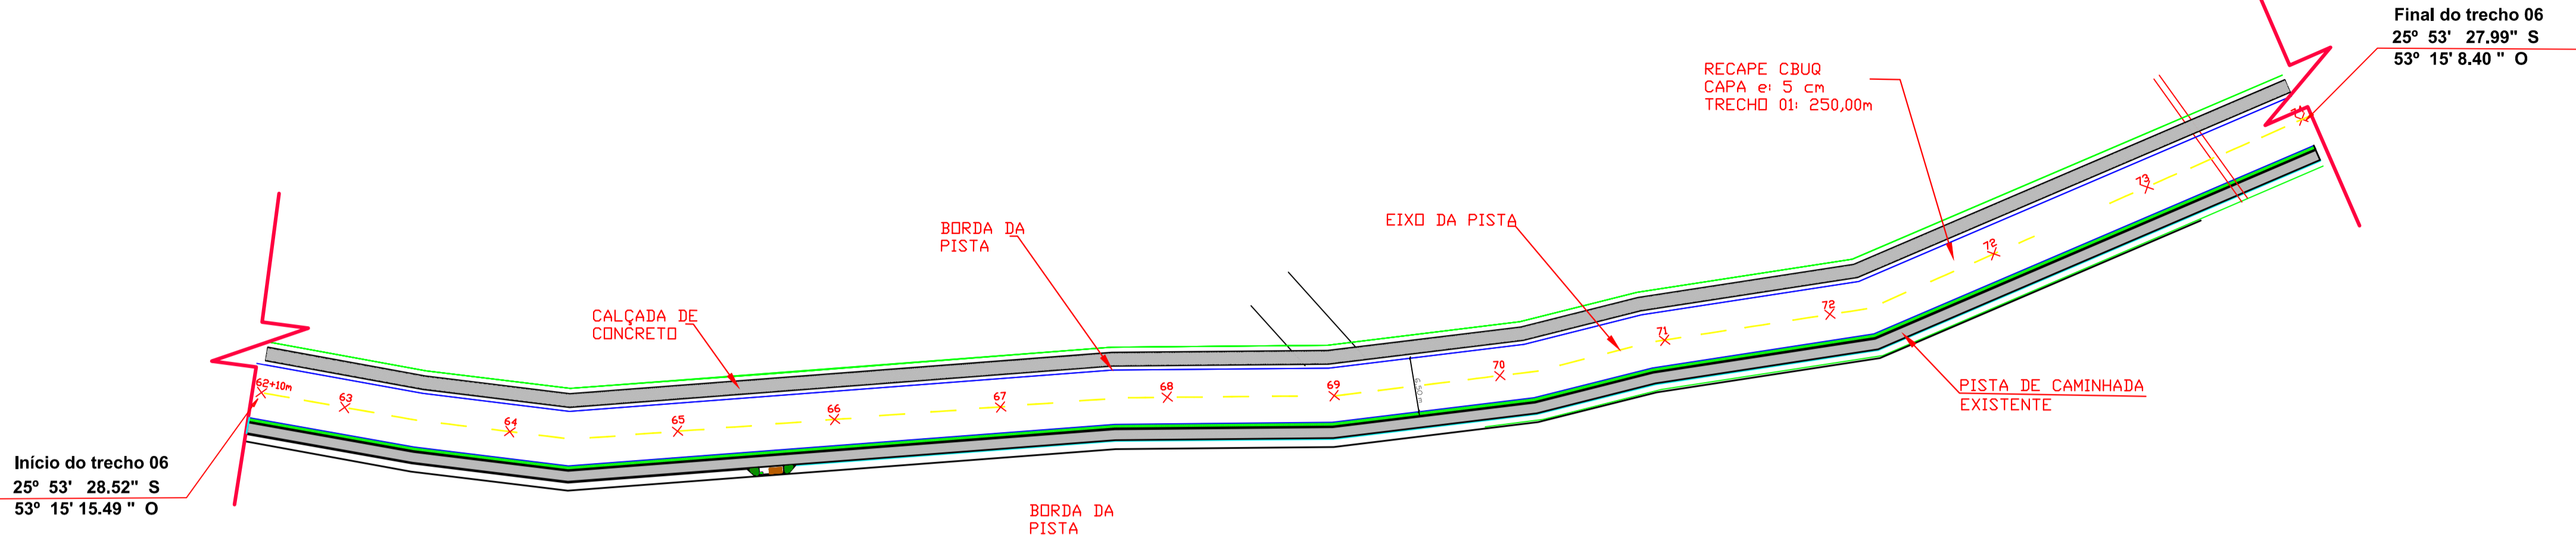 Final do trecho 06
25º 53' 27.99" S
53º 15' 8.40 " O
RECAPE CBUQ
CAPA e: 5 cm
TRECHO 01: 250,00m
EIXO DA PISTA
BORDA DA
PISTA
CALÇADA DE
CONCRETO
62+10m
63
64
65
66
67
68
69
70
71
72
72
73
PISTA DE CAMINHADA
EXISTENTE
Início do trecho 06
25º 53' 28.52" S
53º 15' 15.49 " O
BORDA DA
PISTA